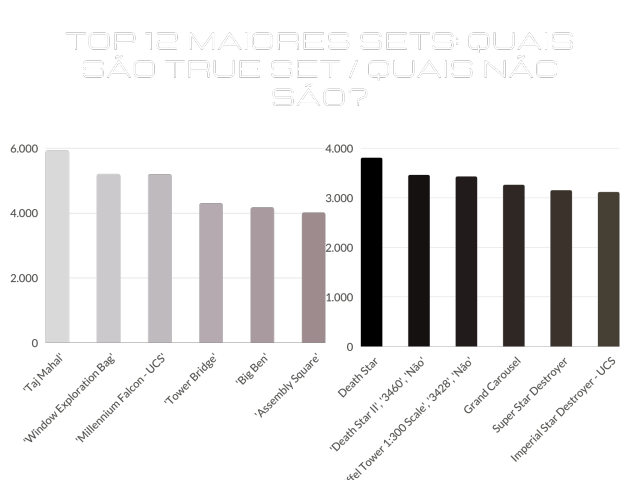 TOP 12 MAIORES SETS: QUAIS
SÃO TRUE SET / QUAIS NÃO
SÃO?
6.000
4.000
2.000
0
'Taj Mahal'
'Window Exploration Bag'
'Millennium Falcon - UCS'
'Tower Bridge'
'Big Ben'
'Assembly Square'
4.000
3.000
2.000
1.000
0
Death Star
'Death Star II', '3460', 'Não'
Tower 1:300 Scale', '3428', 'Não'
Grand Carousel
Super Star Destroyer
Imperial Star Destroyer - UCS